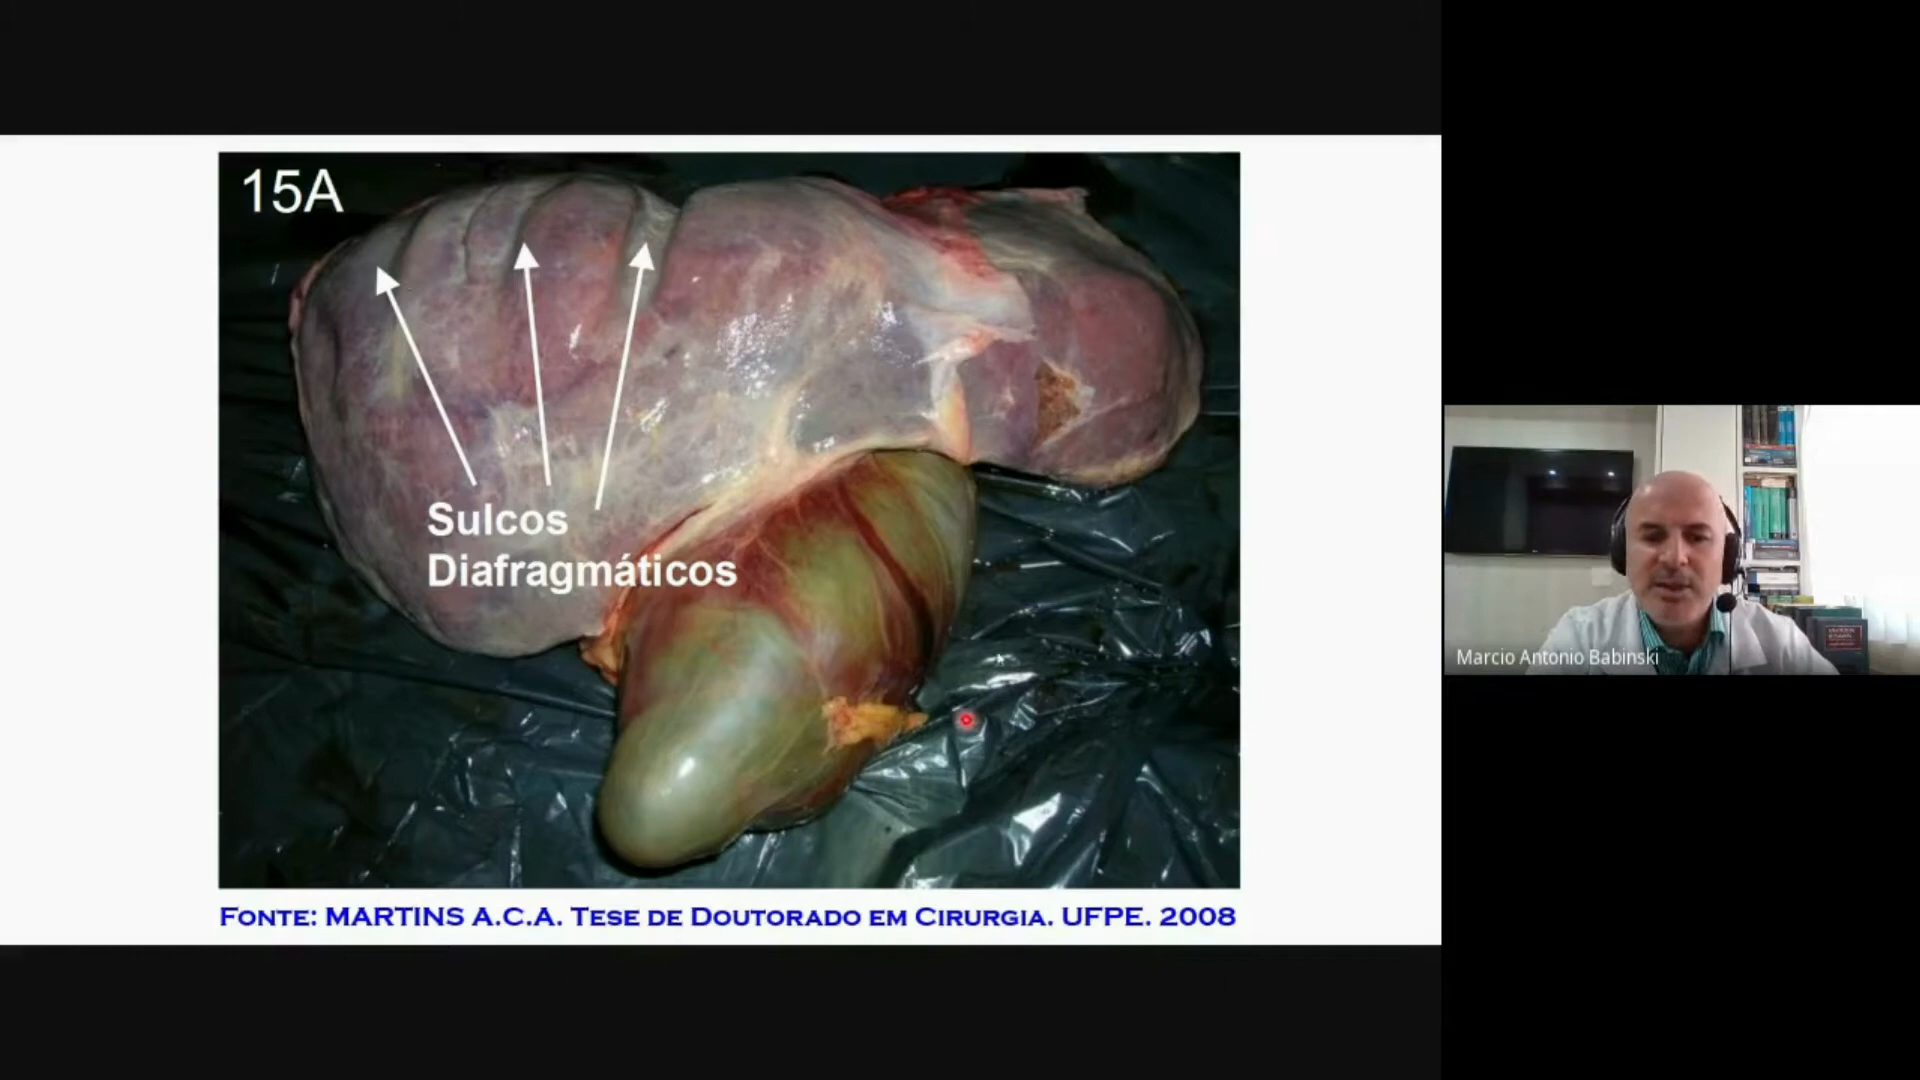 15A
Sulcos
Diafragmáticos
FONTE: MARTINS A.C.A. TESE DE DOUTORADO EM CIRURGIA. UFPE. 2008
Marcio Antonio Babinski